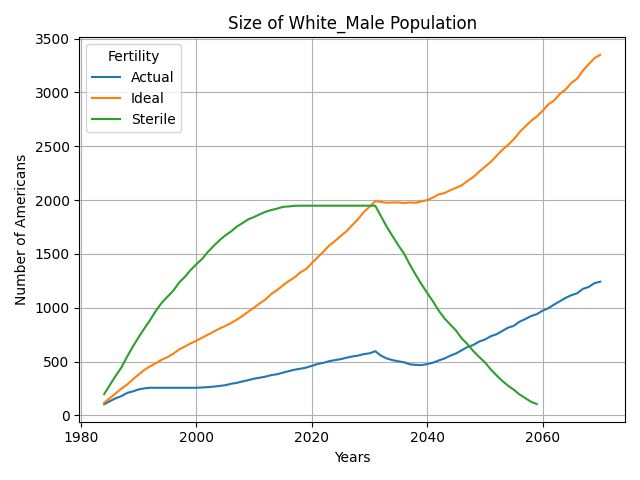 Size of White_Male Population
Fertility
Actual
Ideal
Sterile
3500
3000
2500
2000
1500
1000
500
0
Number of Americans
1980
2000
2020
2040
2060
Years